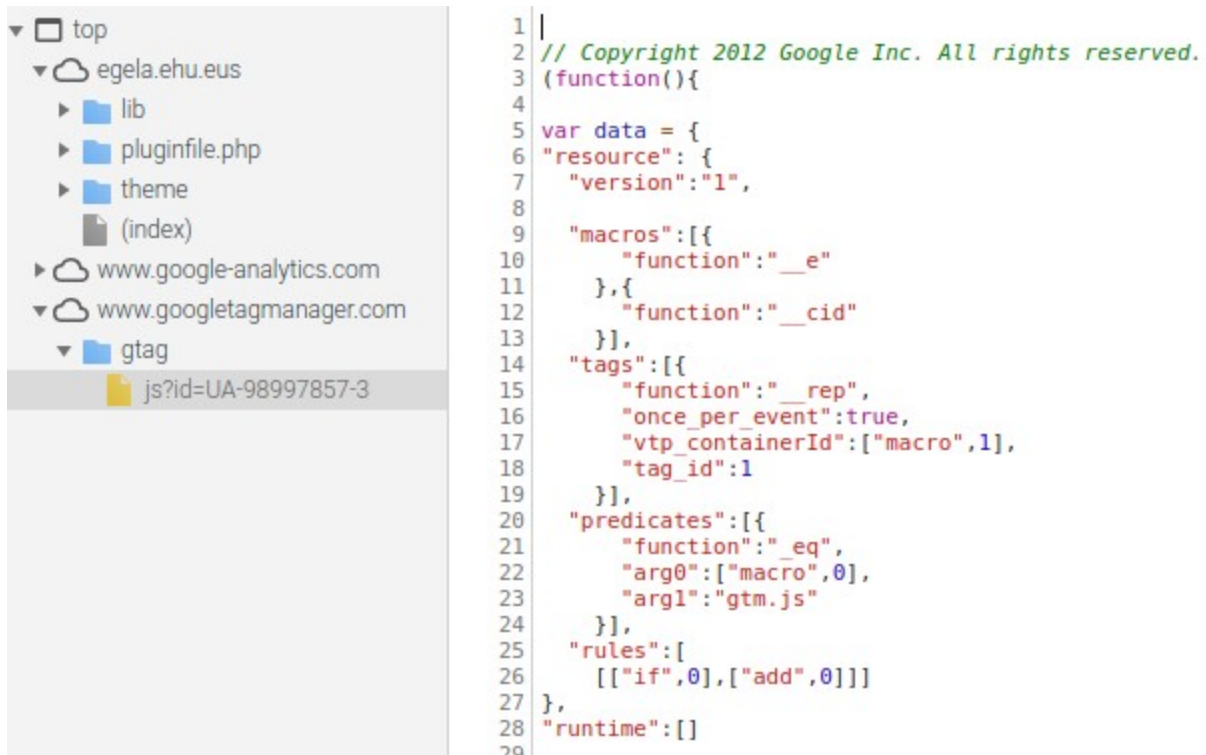 top
egela.ehu.eus
lib
pluginfile.php
theme
(index)
www.google-analytics.com
www.googletagmanager.com
gtag
js?id=UA-98997857-3
1
2 // Copyright 2012 Google Inc. All rights reserved.
3 (function(){
4
5 var data = {
6 "resource": {
7   "version":"1",
8
9   "macros":[{
10       "function":"__e"
11     },{
12       "function":"__cid"
13     }],
14   "tags":[{
15       "function":"__rep",
16       "once_per_event":true,
17       "vtp_containerId":["macro",1],
18       "tag_id":1
19     }],
20   "predicates":[{
21       "function":"_eq",
22       "arg0":["macro",0],
23       "arg1":"gtm.js"
24     }],
25   "rules":[
26     [["if",0],["add",0]]]
27 },
28 "runtime":[]
29